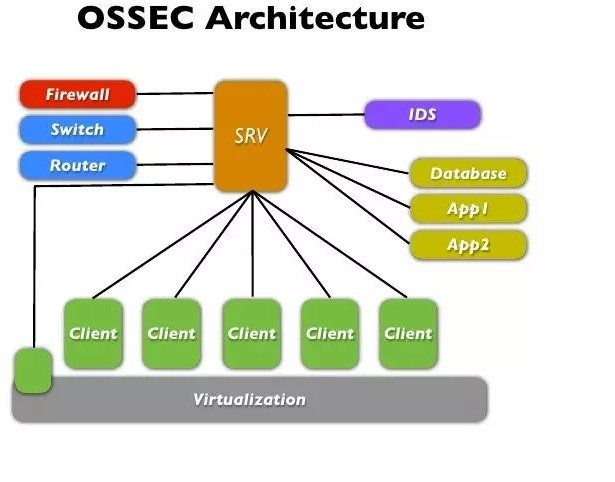 OSSEC Architecture
Firewall
Switch
Router
SRV
IDS
Database
App1
App2
Client
Client
Client
Client
Client
Virtualization